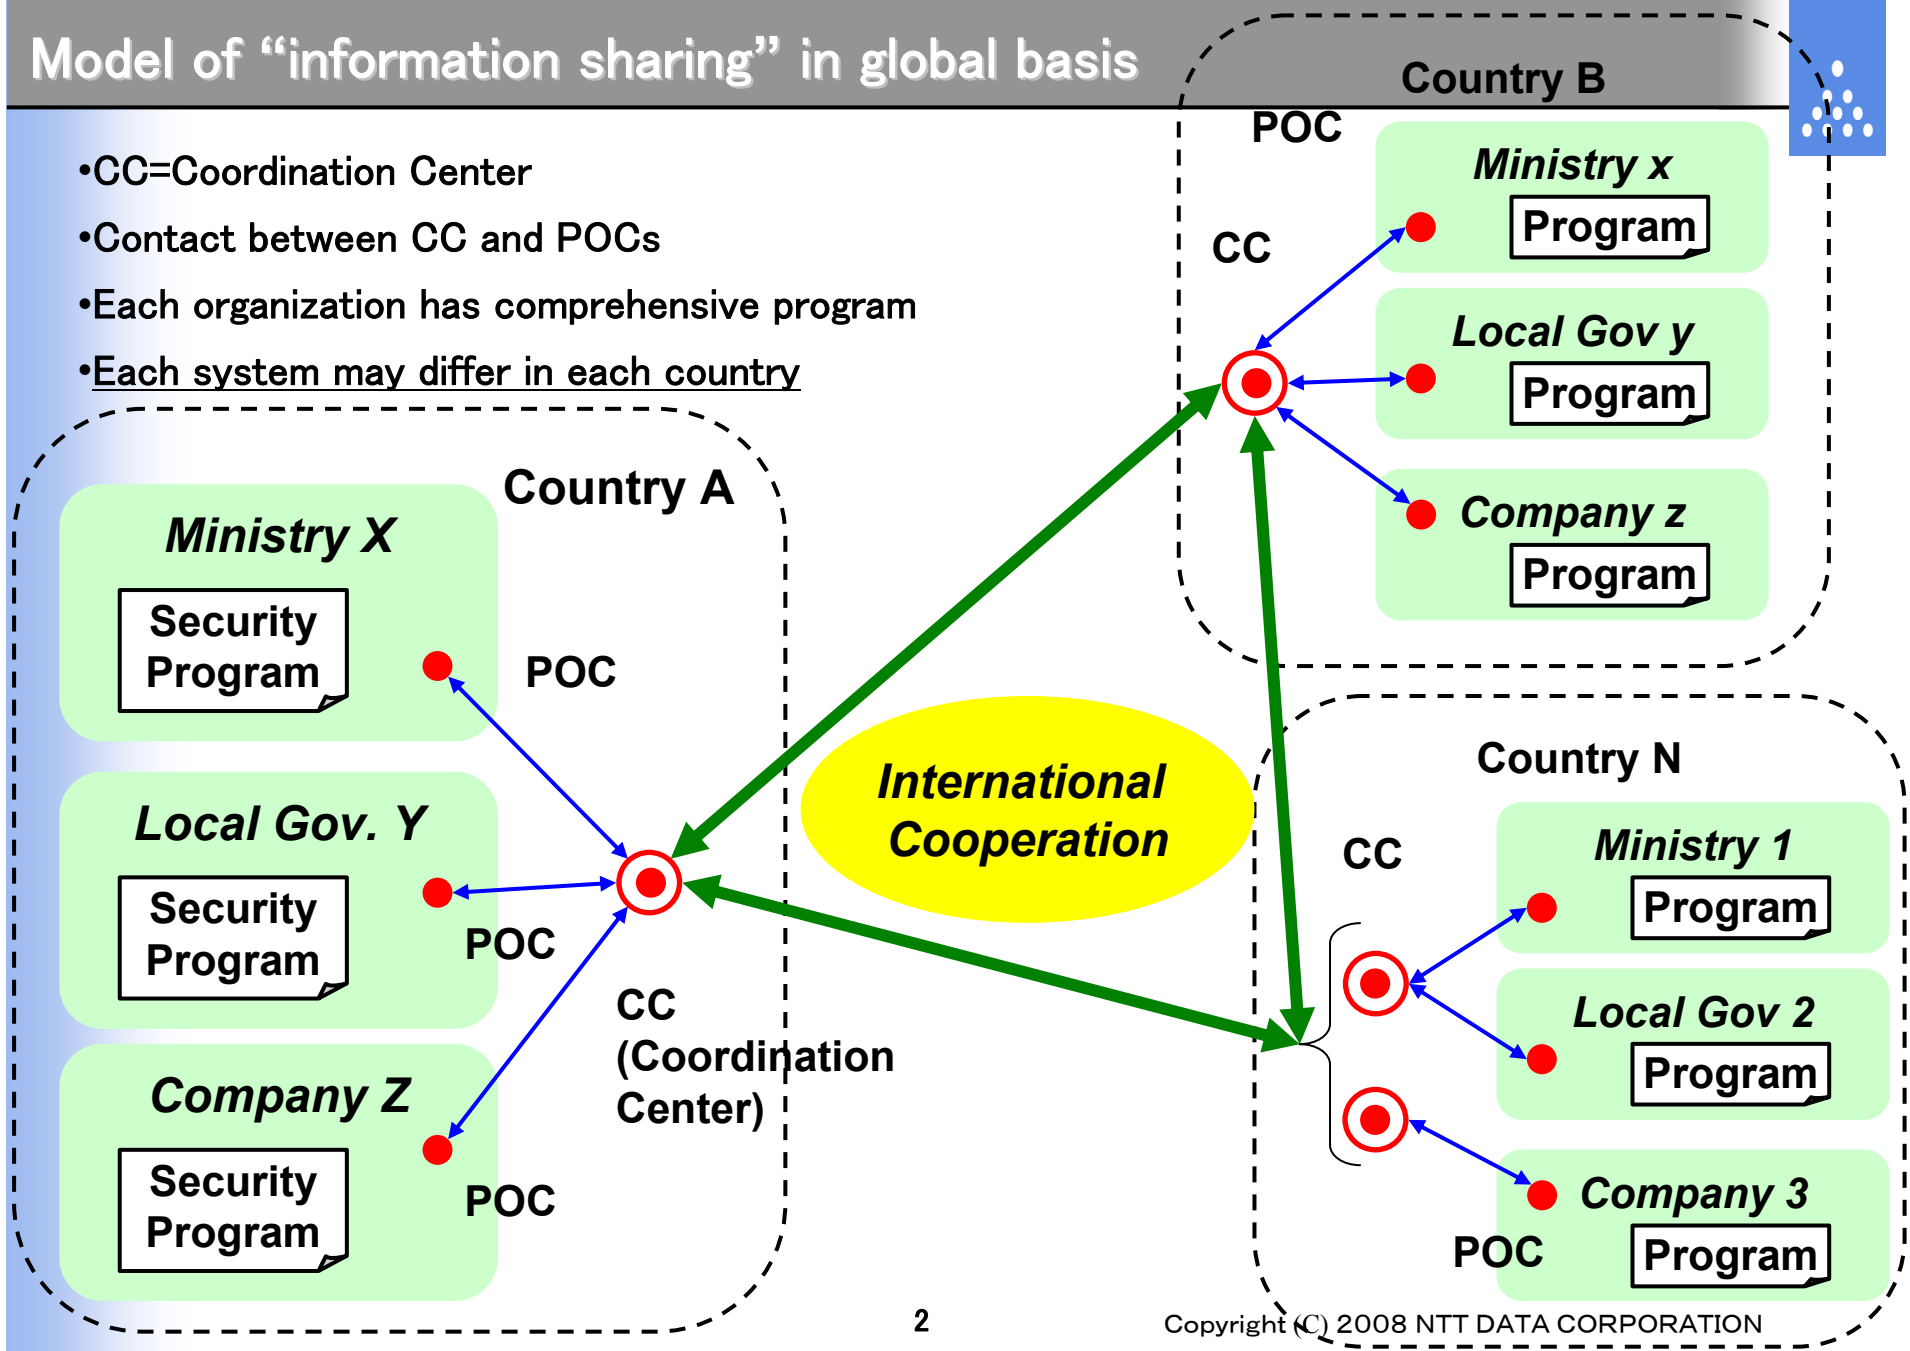 Model of “information sharing” in global basis
•CC=Coordination Center
•Contact between CC and POCs
•Each organization has comprehensive program
•Each system may differ in each country
Country B
POC
CC
Ministry x
Program
Local Gov y
Program
Company z
Program
Country A
Ministry X
Security
Program
POC
Local Gov. Y
Security
Program
POC
Company Z
Security
Program
POC
CC
(Coordination
Center)
International
Cooperation
Country N
CC
Ministry 1
Program
Local Gov 2
Program
Company 3
POC
Program
2
Copyright (C) 2008 NTT DATA CORPORATION